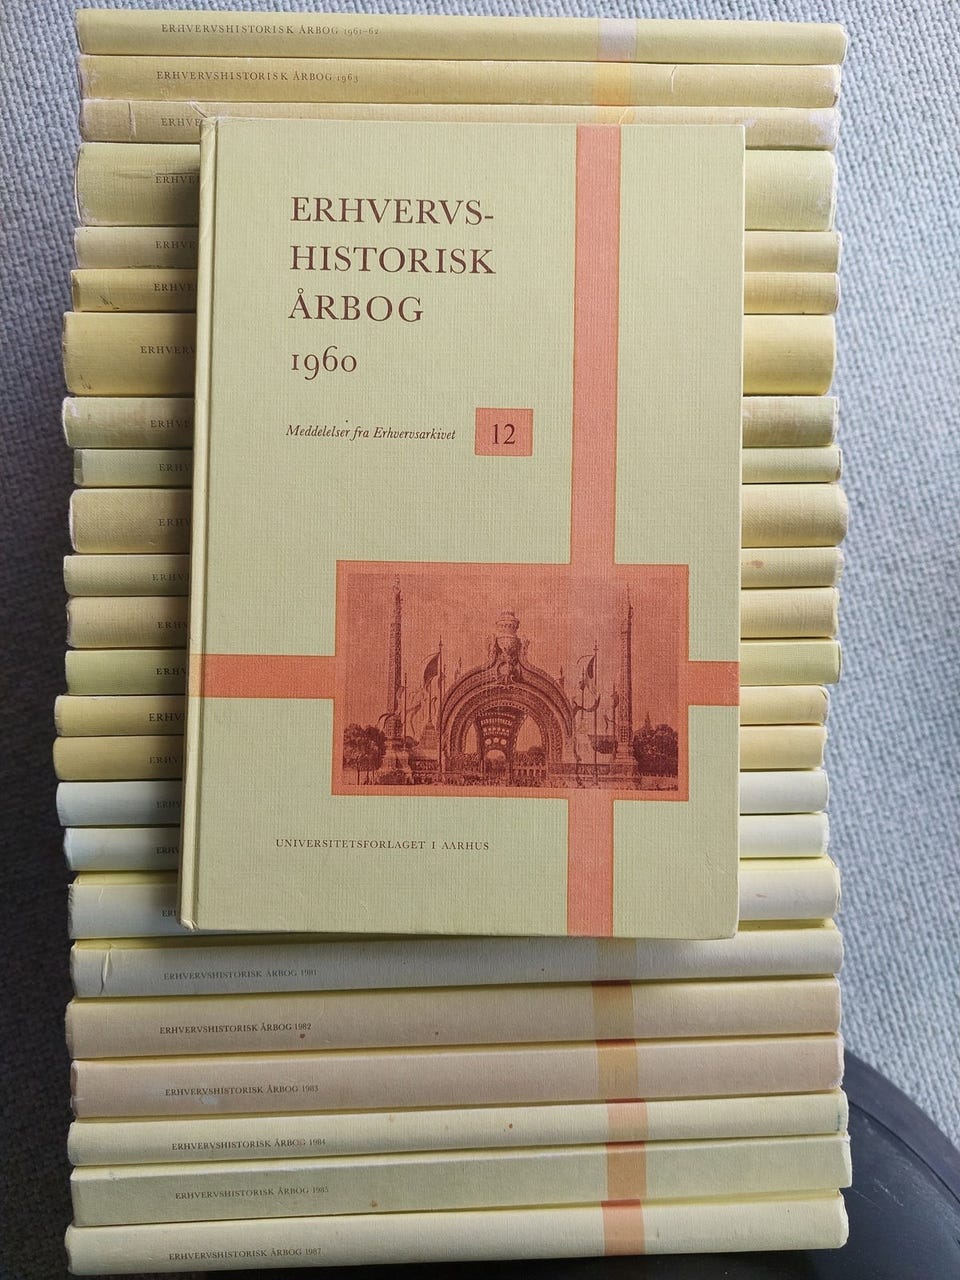 ERHVERVSHISTORISK ÅRBOG 1961-62
ERHVERVSHISTORISK ÅRBOG 1963
ERHVERVS-
HISTORISK
ÅRBOG
1960
Meddelelser fra Erhvervsarkivet 12
UNIVERSITETSFORLAGET I AARHUS
ERHVERVSHISTORISK ÅRBOG 1981
ERHVERVSHISTORISK ÅRBOG 1982
ERHVERVSHISTORISK ÅRBOG 1983
ERHVERVSHISTORISK ÅRBOG 1984
ERHVERVSHISTORISK ÅRBOG 1985
ERHVERVSHISTORISK ÅRBOG 1987